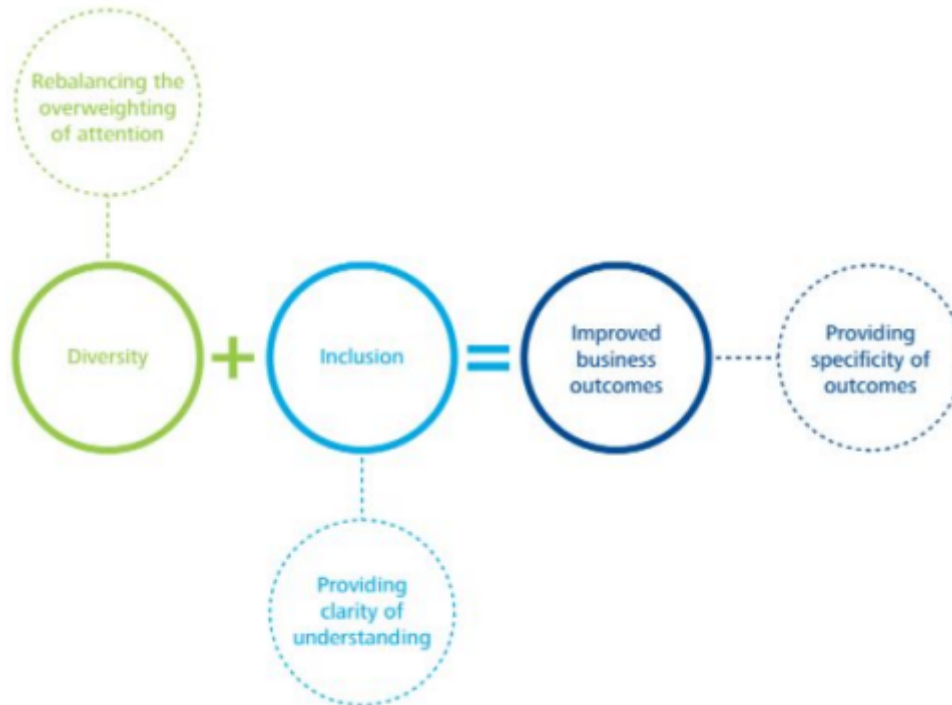 Rebalancing the
overweighting
of attention
Diversity
+
Inclusion
=
Improved
business
outcomes
Providing
specificity of
outcomes
Providing
clarity of
understanding